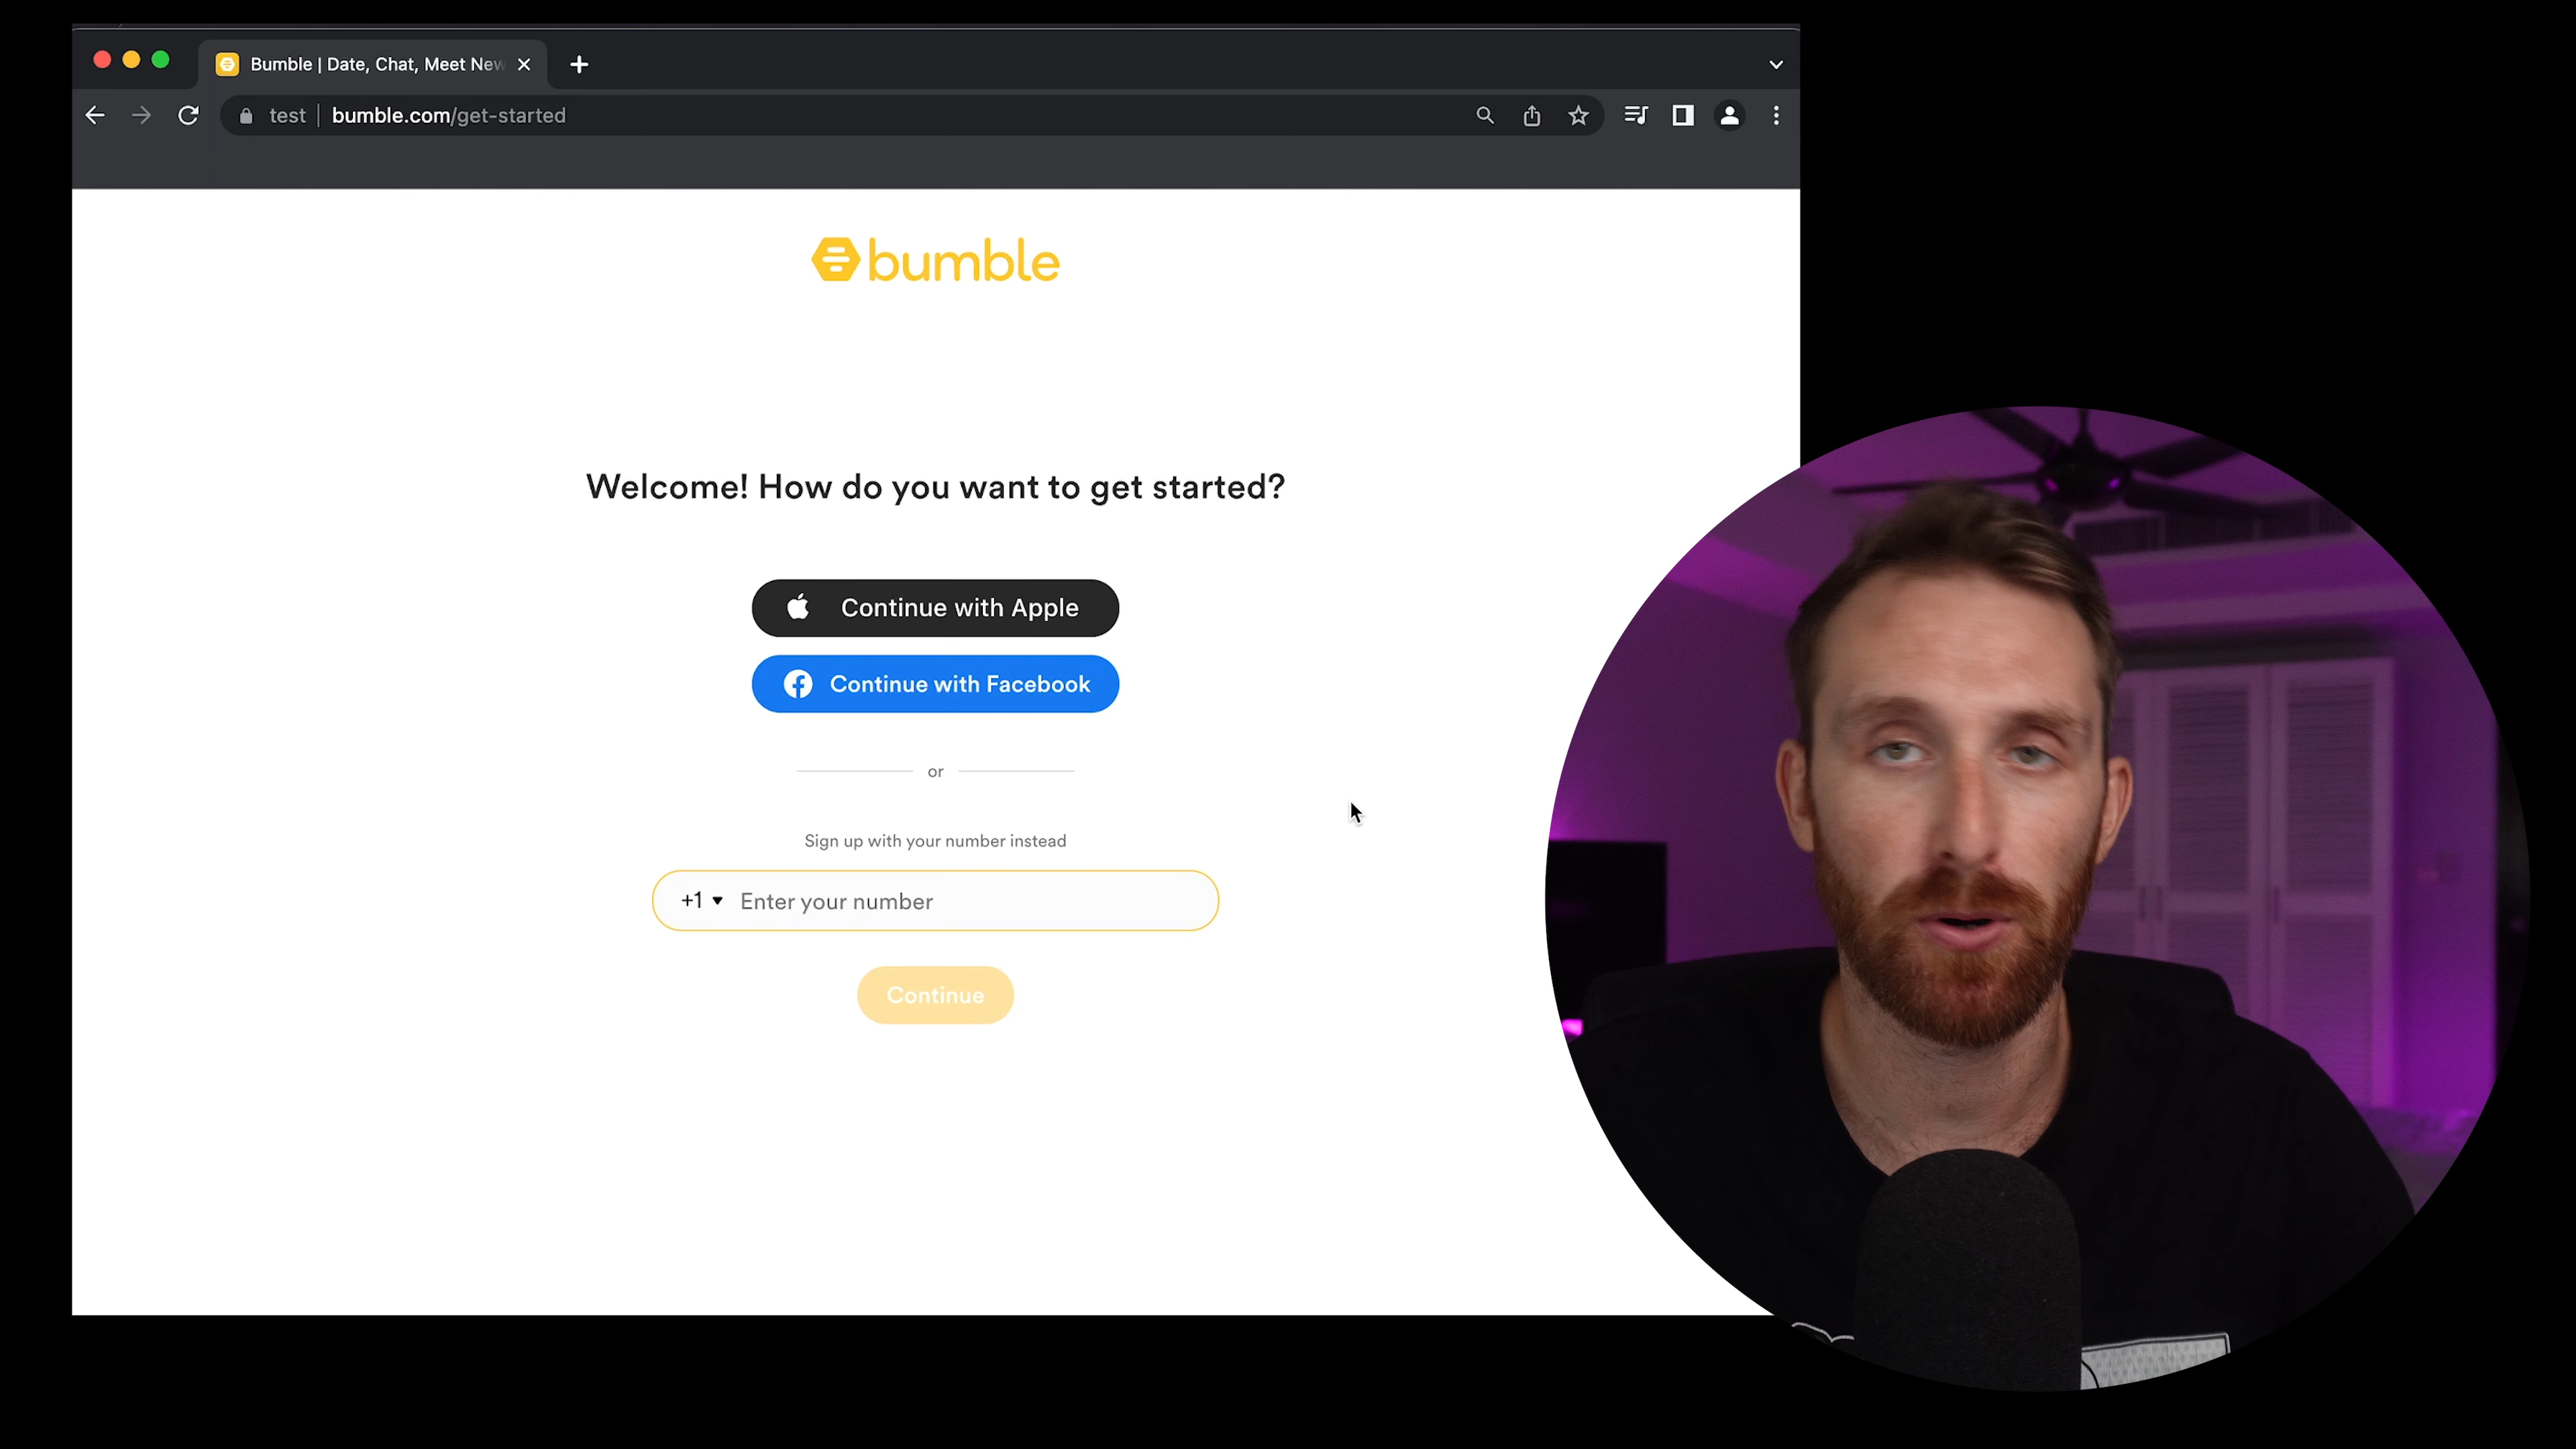 Bumble | Date, Chat, Meet New
test | bumble.com/get-started
bumble
Welcome! How do you want to get started?
Continue with Apple
Continue with Facebook
or
Sign up with your number instead
+1 Enter your number
Continue